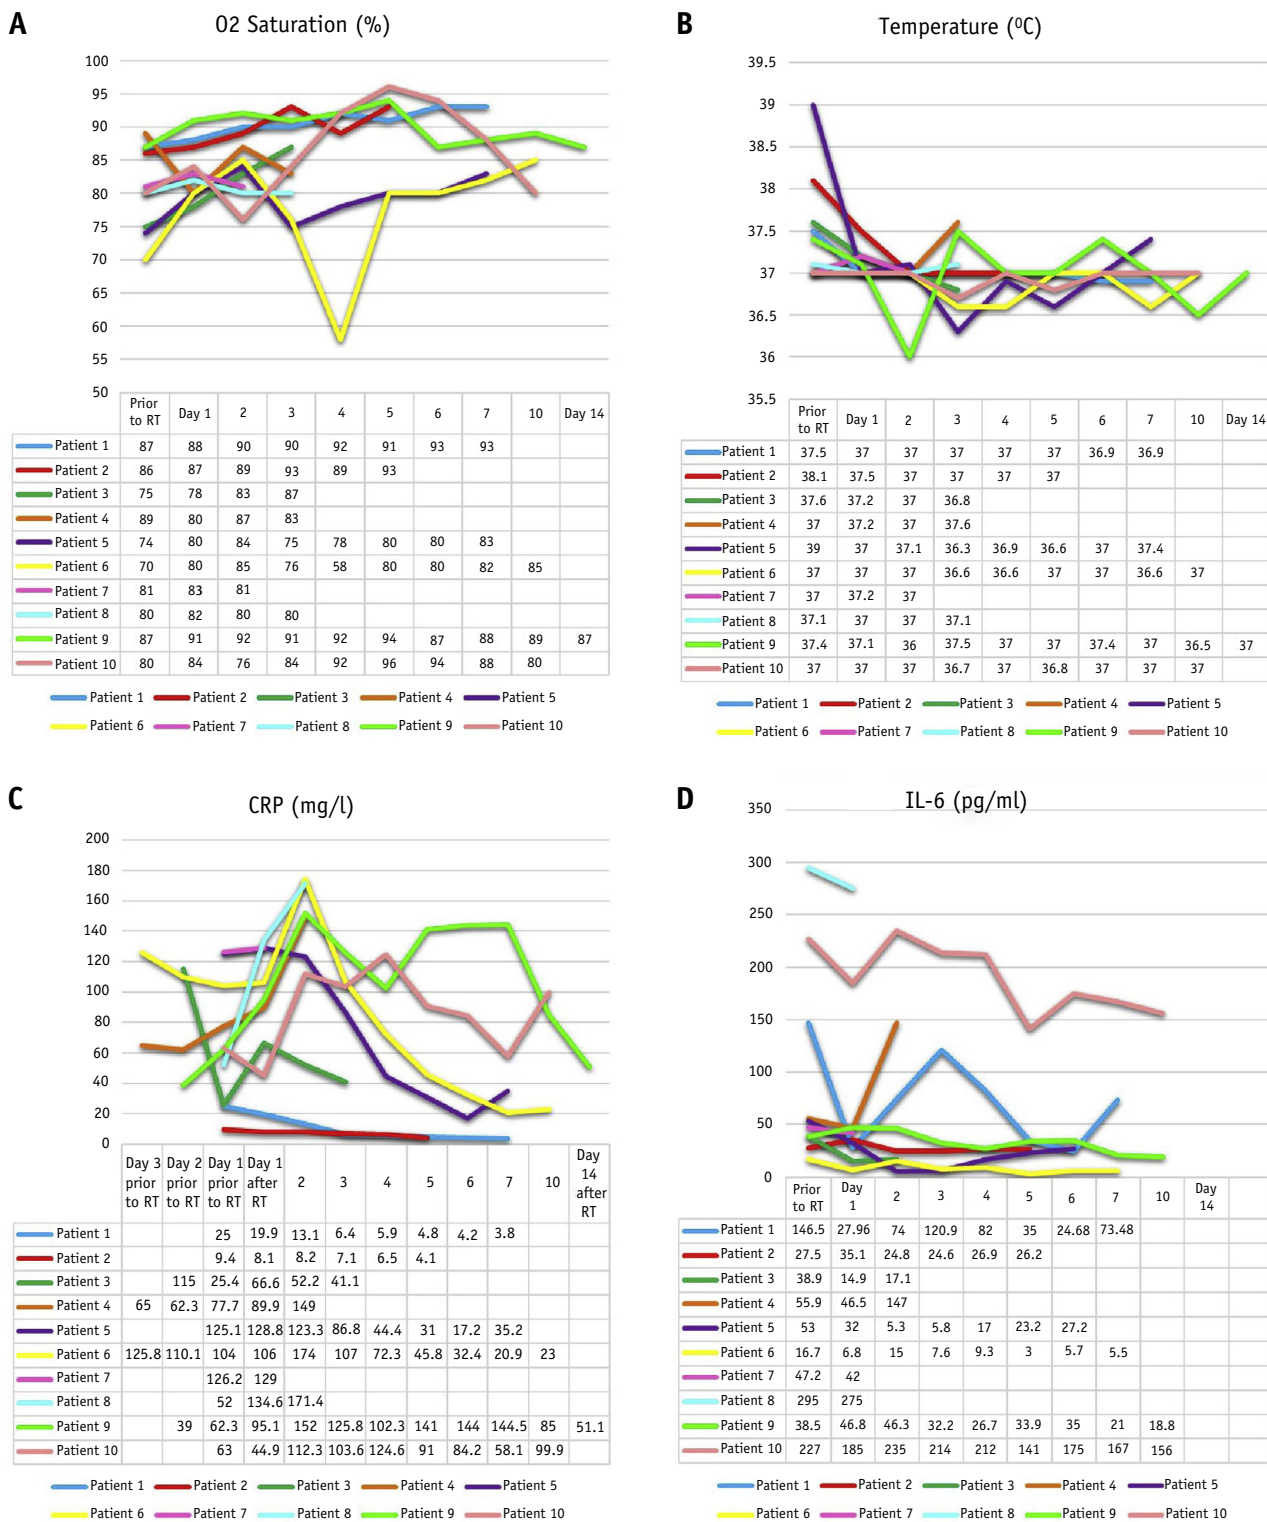 A
O2 Saturation (%)
100
95
90
85
80
75
70
65
60
55
50
Prior to RT Day 1 2 3 4 5 6 7 10 Day 14
Patient 1 87 88 90 90 92 91 93 93
Patient 2 86 87 89 93 89 93
Patient 3 75 78 83 87
Patient 4 89 80 87 83
Patient 5 74 80 84 75 78 80 80 83
Patient 6 70 80 85 76 58 80 80 82 85
Patient 7 81 83 81
Patient 8 80 82 80 80
Patient 9 87 91 92 91 92 94 87 88 89 87
Patient 10 80 84 76 84 92 96 94 88 80
Patient 1 Patient 2 Patient 3 Patient 4 Patient 5
Patient 6 Patient 7 Patient 8 Patient 9 Patient 10
B
Temperature (⁰C)
39.5
39
38.5
38
37.5
37
36.5
36
35.5
Prior to RT Day 1 2 3 4 5 6 7 10 Day 14
Patient 1 37.5 37 37 37 37 37 36.9 36.9
Patient 2 38.1 37.5 37 37 37 37
Patient 3 37.6 37.2 37 36.8
Patient 4 37 37.2 37 37.6
Patient 5 39 37 37.1 36.3 36.9 36.6 37 37.4
Patient 6 37 37 37 36.6 36.6 37 37 36.6 37
Patient 7 37 37.2 37
Patient 8 37.1 37 37 37.1
Patient 9 37.4 37.1 36 37.5 37 37 37.4 37 36.5 37
Patient 10 37 37 37 36.7 37 36.8 37 37 37
Patient 1 Patient 2 Patient 3 Patient 4 Patient 5
Patient 6 Patient 7 Patient 8 Patient 9 Patient 10
C
CRP (mg/l)
200
180
160
140
120
100
80
60
40
20
0
Day 3 prior to RT Day 2 prior to RT Day 1 prior to RT Day 1 after RT 2 3 4 5 6 7 10 Day 14 after RT
Patient 1 25 19.9 13.1 6.4 5.9 4.8 4.2 3.8
Patient 2 9.4 8.1 8.2 7.1 6.5 4.1
Patient 3 115 25.4 66.6 52.2 41.1
Patient 4 65 62.3 77.7 89.9 149
Patient 5 125.1 128.8 123.3 86.8 44.4 31 17.2 35.2
Patient 6 125.8 110.1 104 106 174 107 72.3 45.8 32.4 20.9 23
Patient 7 126.2 129
Patient 8 52 134.6 171.4
Patient 9 39 62.3 95.1 152 125.8 102.3 141 144 144.5 85 51.1
Patient 10 63 44.9 112.3 103.6 124.6 91 84.2 58.1 99.9
Patient 1 Patient 2 Patient 3 Patient 4 Patient 5
Patient 6 Patient 7 Patient 8 Patient 9 Patient 10
D
IL-6 (pg/ml)
350
300
250
200
150
100
50
0
Prior to RT Day 1 2 3 4 5 6 7 10 Day 14
Patient 1 146.5 27.96 74 120.9 82 35 24.68 73.48
Patient 2 27.5 35.1 24.8 24.6 26.9 26.2
Patient 3 38.9 14.9 17.1
Patient 4 55.9 46.5 147
Patient 5 53 32 5.3 5.8 17 23.2 27.2
Patient 6 16.7 6.8 15 7.6 9.3 3 5.7 5.5
Patient 7 47.2 42
Patient 8 295 275
Patient 9 38.5 46.8 46.3 32.2 26.7 33.9 35 21 18.8
Patient 10 227 185 235 214 212 141 175 167 156
Patient 1 Patient 2 Patient 3 Patient 4 Patient 5
Patient 6 Patient 7 Patient 8 Patient 9 Patient 10